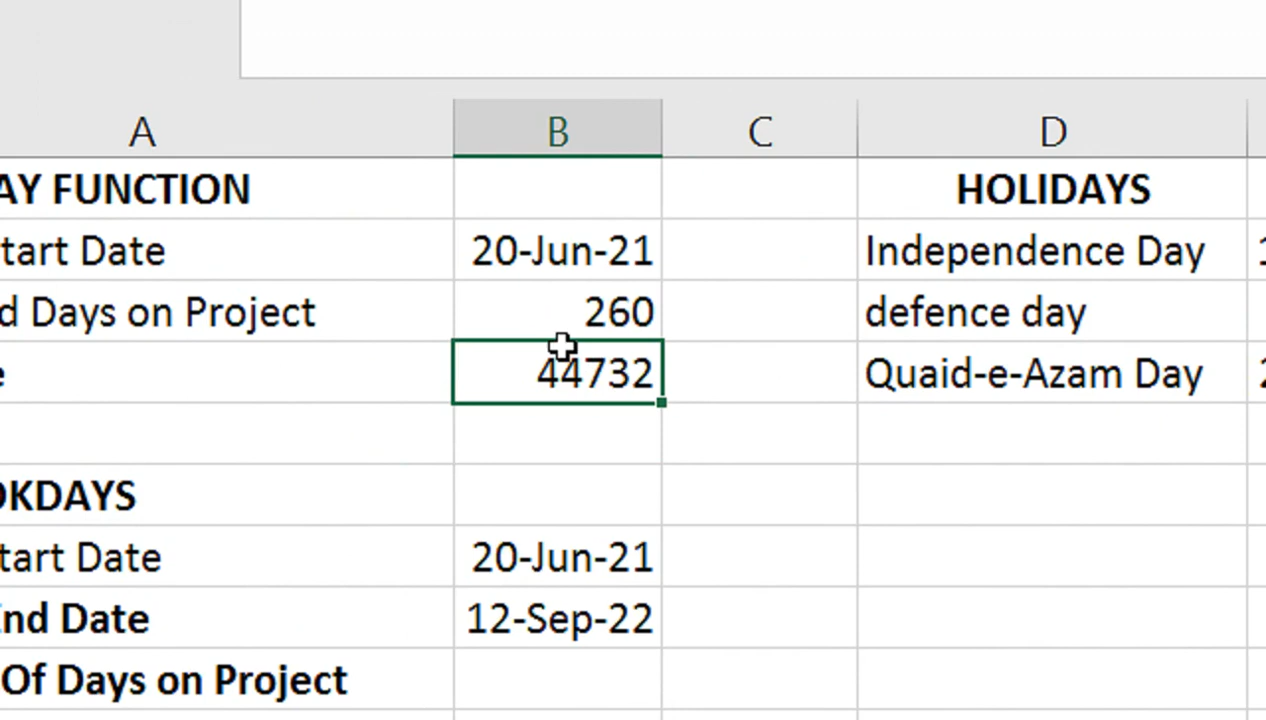 A B C D
AY FUNCTION HOLIDAYS
tart Date 20-Jun-21 Independence Day
d Days on Project 260 defence day
e 44732 Quaid-e-Azam Day
OKDAYS
tart Date 20-Jun-21
End Date 12-Sep-22
Of Days on Project